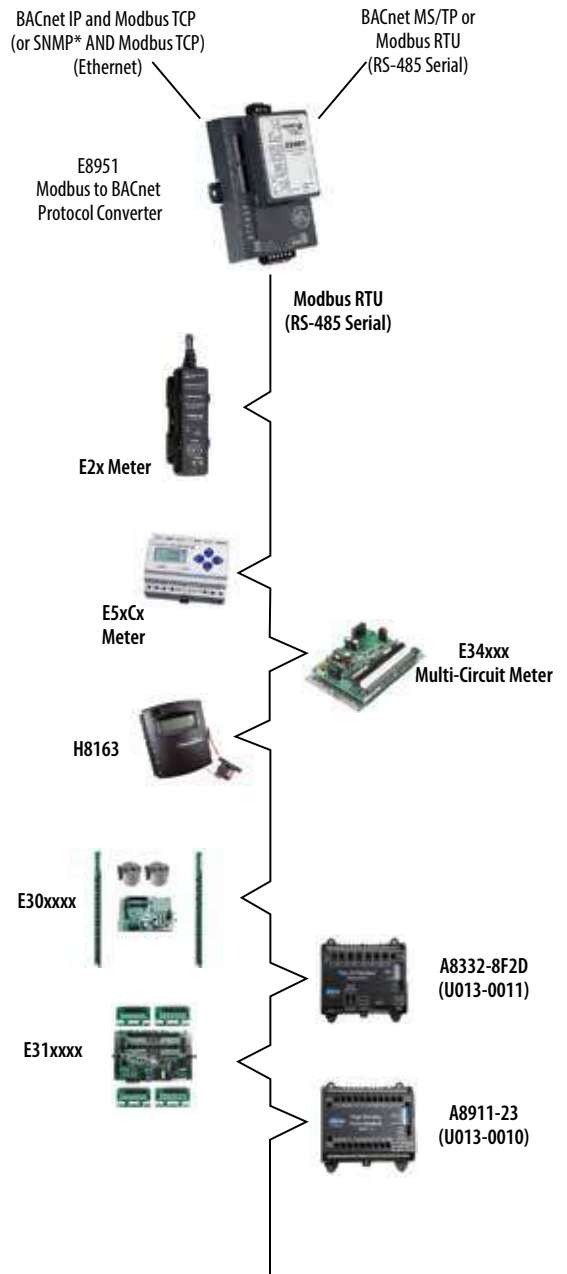 BACnet IP and Modbus TCP
(or SNMP* AND Modbus TCP)
(Ethernet)
BACnet MS/TP or
Modbus RTU
(RS-485 Serial)
E8951
Modbus to BACnet
Protocol Converter
Modbus RTU
(RS-485 Serial)
E2x Meter
E5xCx
Meter
E34xxx
Multi-Circuit Meter
H8163
E30xxxx
A8332-8F2D
(U013-0011)
E31xxxx
A8911-23
(U013-0010)